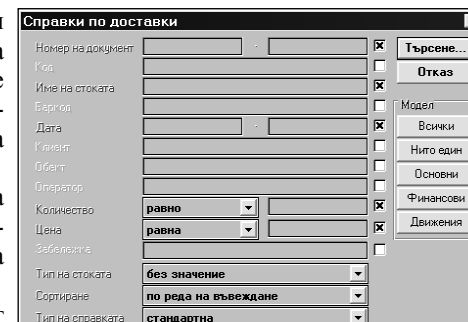 Справки по доставки
Номер на документ - Търсене...
Код Отказ
Име на стоката
Баркод Модел
Дата - Всички
Клиент Нито един
Обект Основни
Оператор Финансови
Количество равно
Цена равна Движения
Забележка
Тип на стоката без значение
Сортиране по реда на въвеждане
Тип на справката стандартна